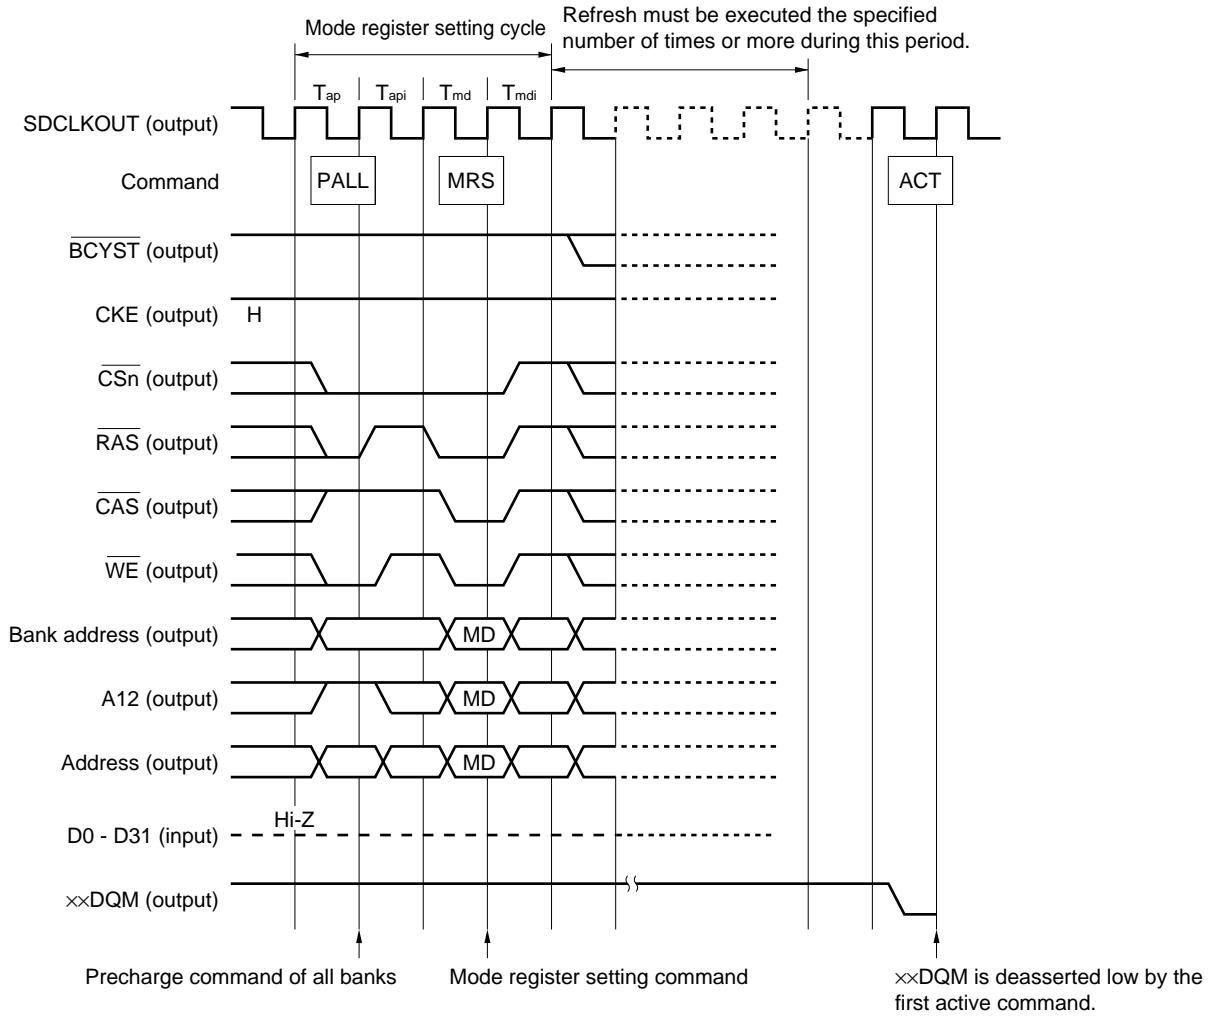 Mode register setting cycle
Refresh must be executed the specified
number of times or more during this period.
Tap Tapi Tmd Tmdi
SDCLKOUT (output)
Command PALL MRS ACT
BCYST (output)
CKE (output) H
CSn (output)
RAS (output)
CAS (output)
WE (output)
Bank address (output) MD
A12 (output) MD
Address (output) MD
Hi-Z
D0 - D31 (input)
××DQM (output)
Precharge command of all banks
Mode register setting command
××DQM is deasserted low by the
first active command.